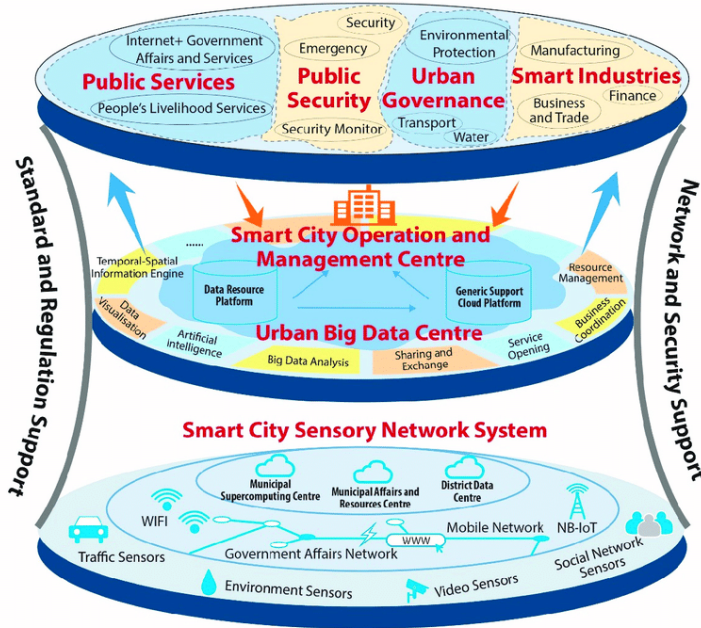 Security
Internet+ Government
Affairs and Services
Public Services
People's Livelihood Services
Emergency
Public
Security
Security Monitor
Environmental
Protection
Urban
Governance
Transport
Water
Manufacturing
Smart Industries
Finance
Business
and Trade
Standard and Regulation Support
Network and Security Support
Smart City Operation and
Management Centre
......
Temporal-Spatial
Information Engine
Data Resource
Platform
Generic Support
Cloud Platform
Resource
Management
Urban Big Data Centre
Data
Visualisation
Artificial
intelligence
Big Data Analysis
Sharing and
Exchange
Service
Opening
Business
Coordination
Smart City Sensory Network System
Municipal
Supercomputing Centre
Municipal Affairs and
Resources Centre
District Data
Centre
WIFI
Mobile Network
NB-IoT
WWW
Traffic Sensors
Government Affairs Network
Social Network
Sensors
Environment Sensors
Video Sensors